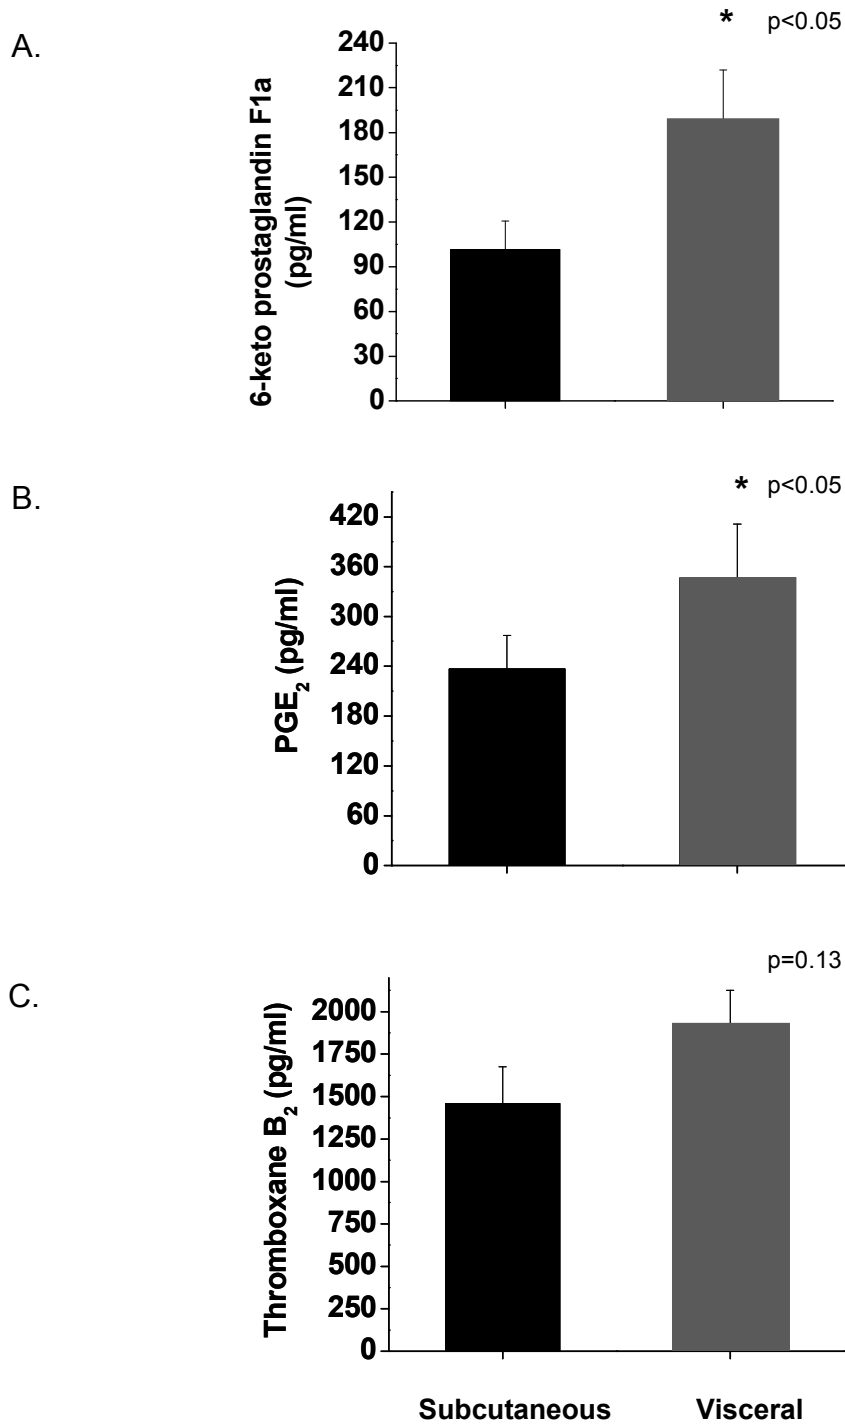 A.
* p<0.05
6-keto prostaglandin F1a
(pg/ml)
240
210
180
150
120
90
60
30
0
B.
* p<0.05
PGE2 (pg/ml)
420
360
300
240
180
120
60
0
C.
p=0.13
Thromboxane B2 (pg/ml)
2000
1750
1500
1250
1000
750
500
250
0
Subcutaneous Visceral